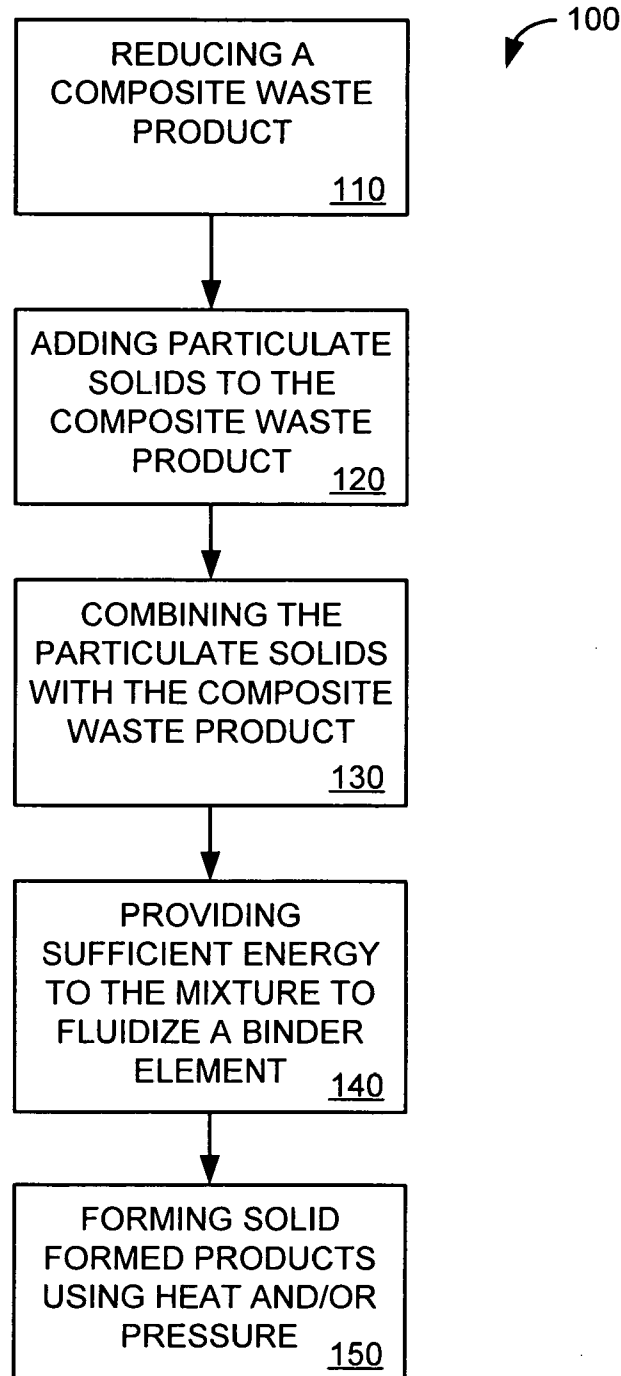 100
REDUCING A
COMPOSITE WASTE
PRODUCT
110
ADDING PARTICULATE
SOLIDS TO THE
COMPOSITE WASTE
PRODUCT
120
COMBINING THE
PARTICULATE SOLIDS
WITH THE COMPOSITE
WASTE PRODUCT
130
PROVIDING
SUFFICIENT ENERGY
TO THE MIXTURE TO
FLUIDIZE A BINDER
ELEMENT
140
FORMING SOLID
FORMED PRODUCTS
USING HEAT AND/OR
PRESSURE
150